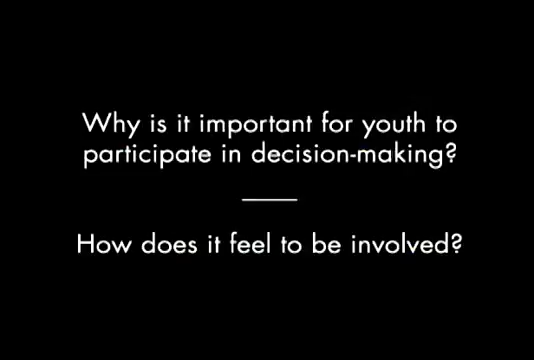 Why is it important for youth to
participate in decision-making?
How does it feel to be involved?